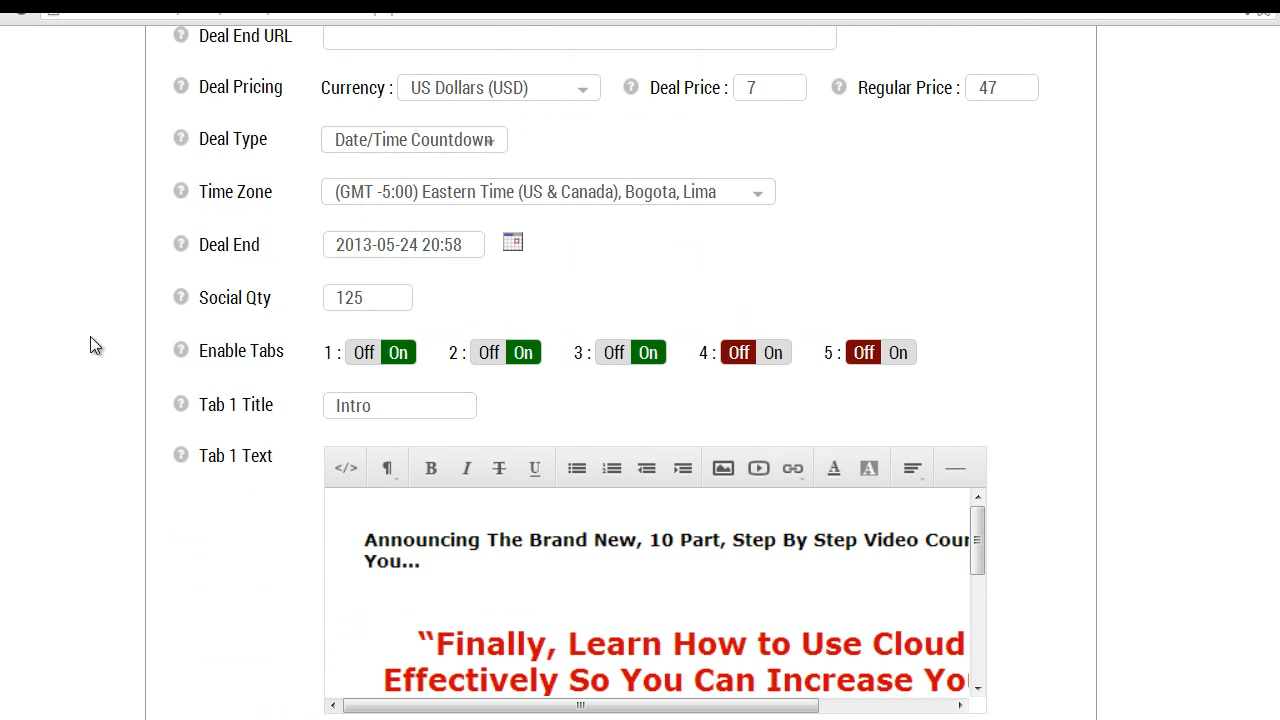 Deal End URL
Deal Pricing Currency : US Dollars (USD) Deal Price : 7 Regular Price : 47
Deal Type Date/Time Countdown
Time Zone (GMT -5:00) Eastern Time (US & Canada), Bogota, Lima
Deal End 2013-05-24 20:58
Social Qty 125
Enable Tabs 1 : Off On 2 : Off On 3 : Off On 4 : Off On 5 : Off On
Tab 1 Title Intro
Tab 1 Text
Announcing The Brand New, 10 Part, Step By Step Video
You...
“Finally, Learn How to Use Cloud
Effectively So You Can Increase